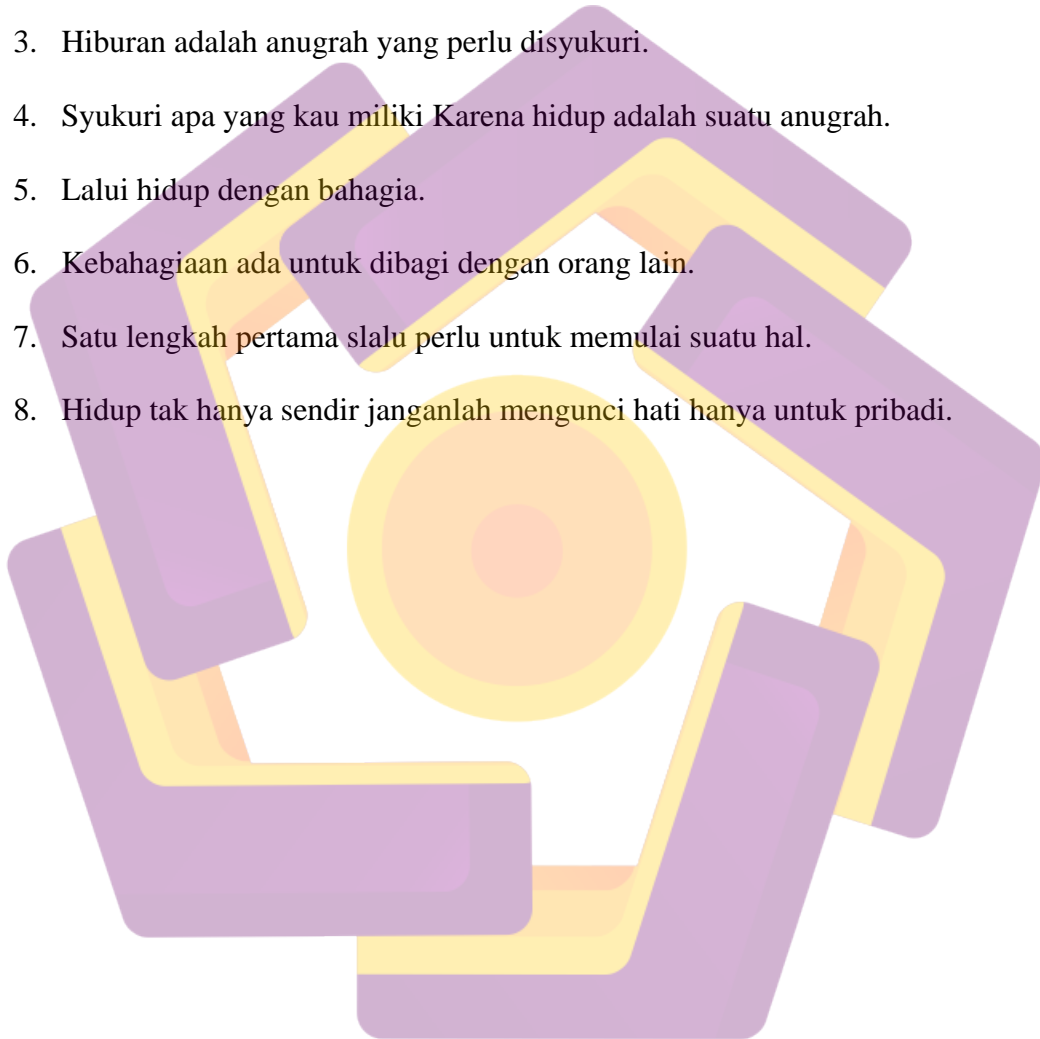 3. Hiburan adalah anugrah yang perlu disyukuri.
4. Syukuri apa yang kau miliki Karena hidup adalah suatu anugrah.
5. Lalui hidup dengan bahagia.
6. Kebahagiaan ada untuk dibagi dengan orang lain.
7. Satu lengkah pertama slalu perlu untuk memulai suatu hal.
8. Hidup tak hanya sendir janganlah mengunci hati hanya untuk pribadi.